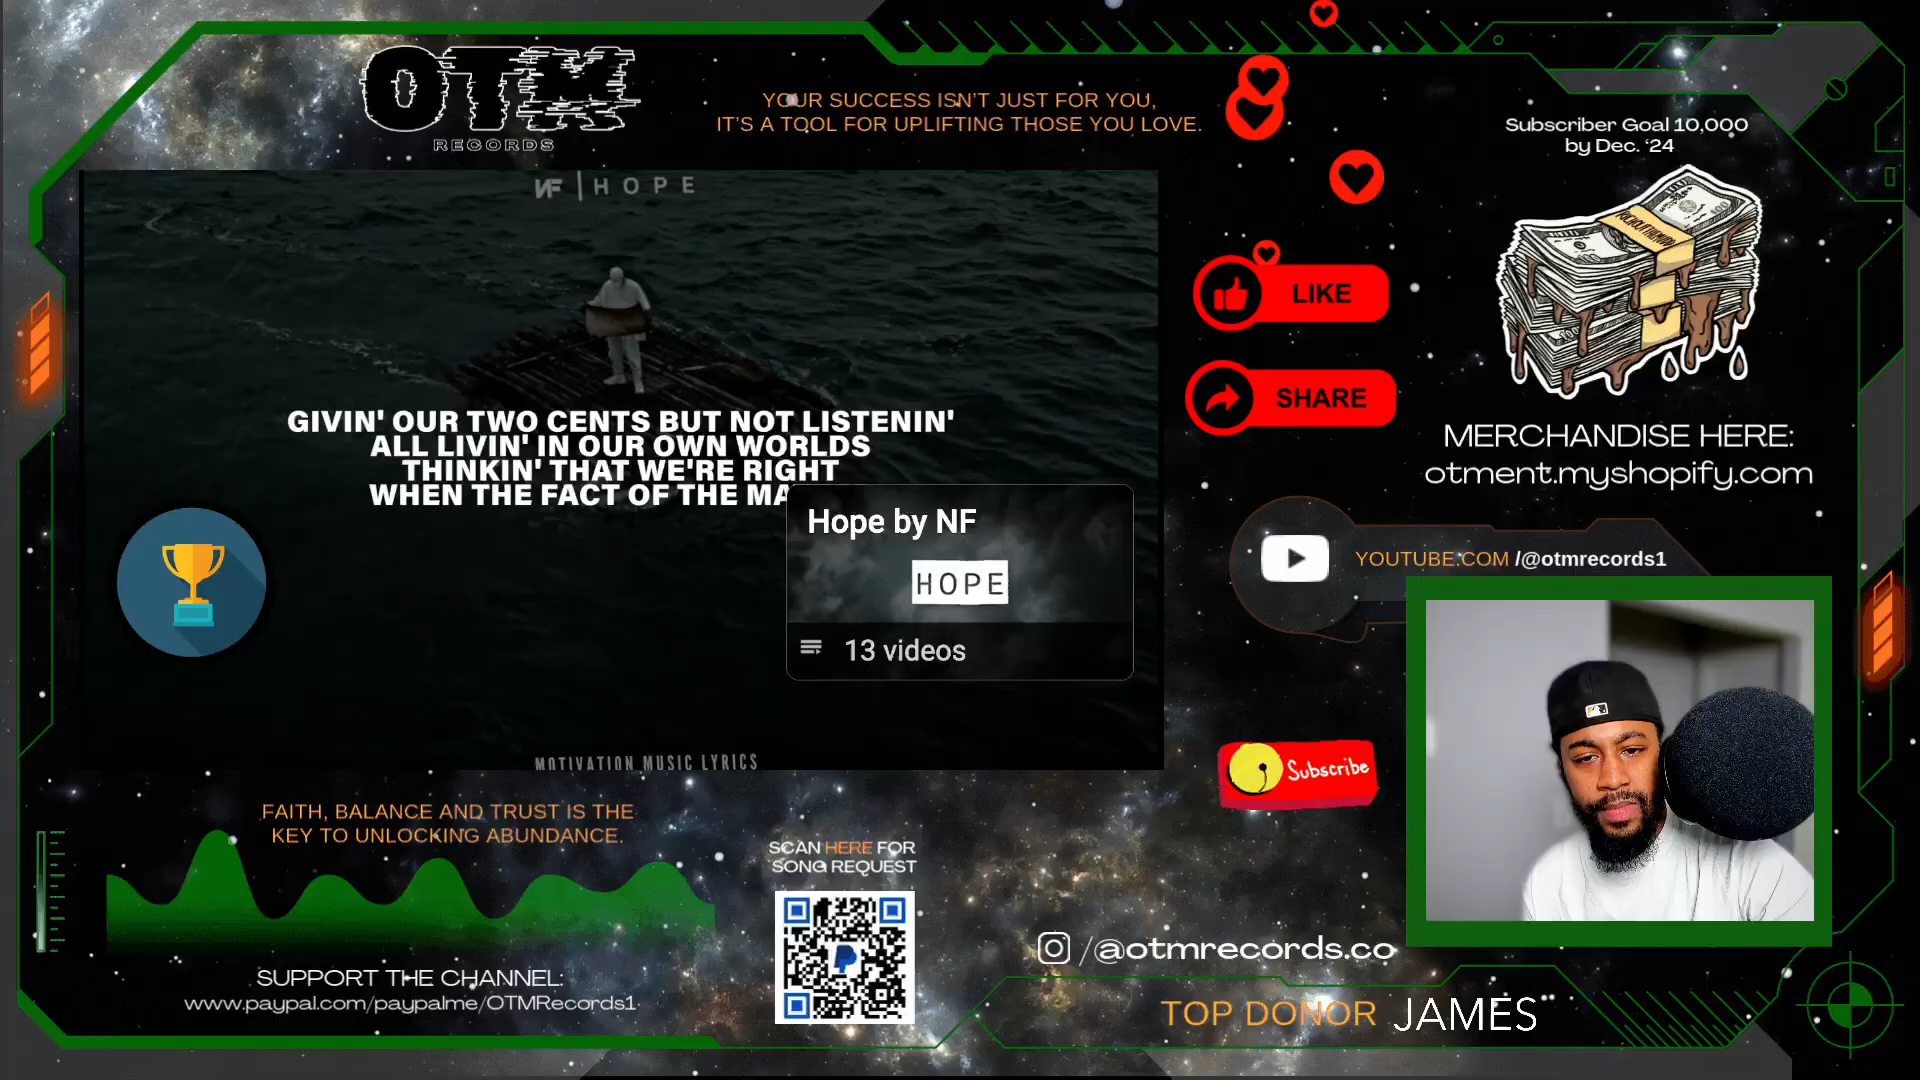 OTM
RECORDS
YOUR SUCCESS ISN'T JUST FOR YOU,
IT'S A TOOL FOR UPLIFTING THOSE YOU LOVE.
Subscriber Goal 10,000
by Dec. ‘24
NF | HOPE
LIKE
SHARE
GIVIN' OUR TWO CENTS BUT NOT LISTENIN'
ALL LIVIN' IN OUR OWN WORLDS
THINKIN' THAT WE'RE RIGHT
WHEN THE FACT OF THE MA
Hope by NF
HOPE
13 videos
MERCHANDISE HERE:
otment.myshopify.com
YOUTUBE.COM /@otmrecords1
Subscribe
MOTIVATION MUSIC LYRICS
FAITH, BALANCE AND TRUST IS THE
KEY TO UNLOCKING ABUNDANCE.
SCAN HERE FOR
SONG REQUEST
SUPPORT THE CHANNEL:
www.paypal.com/paypalme/OTMRecords1
/@otmrecords.co
TOP DONOR JAMES